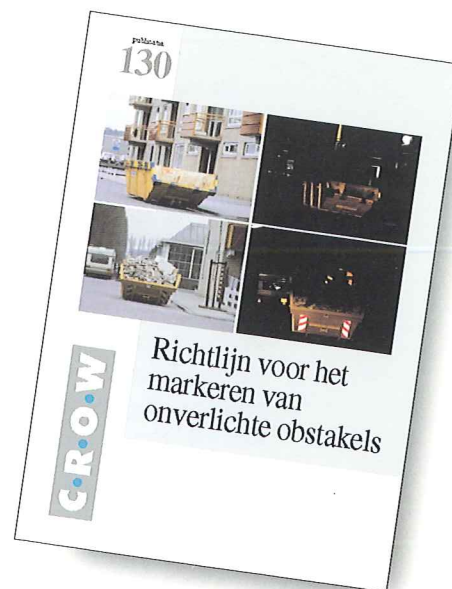 publicatie
130
Richtlijn voor het
markeren van
onverlichte obstakels
C·R·O·W